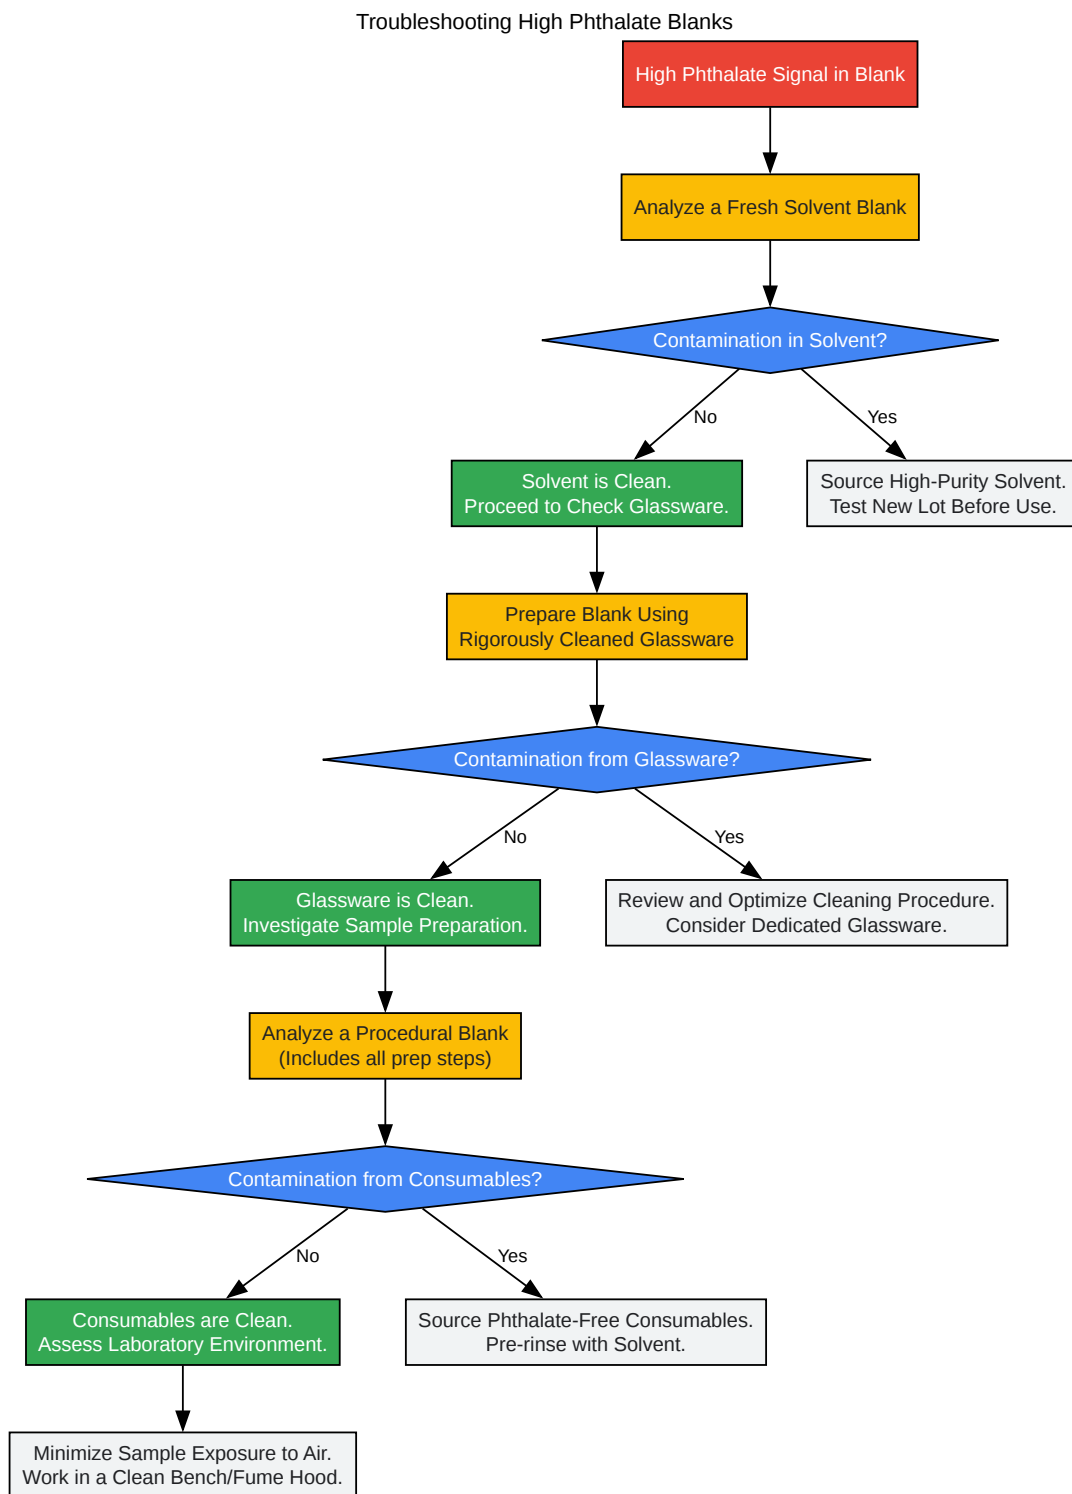 Troubleshooting High Phthalate Blanks
High Phthalate Signal in Blank
Analyze a Fresh Solvent Blank
Contamination in Solvent?
No
Yes
Solvent is Clean.
Proceed to Check Glassware.
Source High-Purity Solvent.
Test New Lot Before Use.
Prepare Blank Using
Rigorously Cleaned Glassware
Contamination from Glassware?
No
Yes
Glassware is Clean.
Investigate Sample Preparation.
Review and Optimize Cleaning Procedure.
Consider Dedicated Glassware.
Analyze a Procedural Blank
(Includes all prep steps)
Contamination from Consumables?
No
Yes
Consumables are Clean.
Assess Laboratory Environment.
Source Phthalate-Free Consumables.
Pre-rinse with Solvent.
Minimize Sample Exposure to Air.
Work in a Clean Bench/Fume Hood.